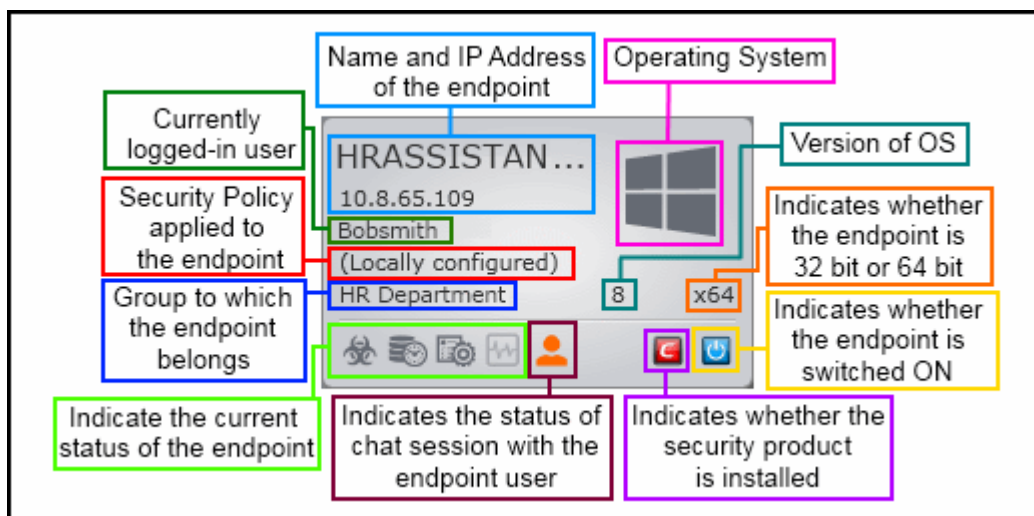 Name and IP Address
of the endpoint
Operating System
Currently
logged-in user
Version of OS
HRASSISTAN...
10.8.65.109
Security Policy
applied to
the endpoint
Bobsmith
(Locally configured)
HR Department
8
x64
Indicates whether
the endpoint is
32 bit or 64 bit
Group to which
the endpoint
belongs
Indicates whether
the endpoint is
switched ON
Indicate the current
status of the endpoint
Indicates the status of
chat session with the
endpoint user
C
Indicates whether the
security product
is installed